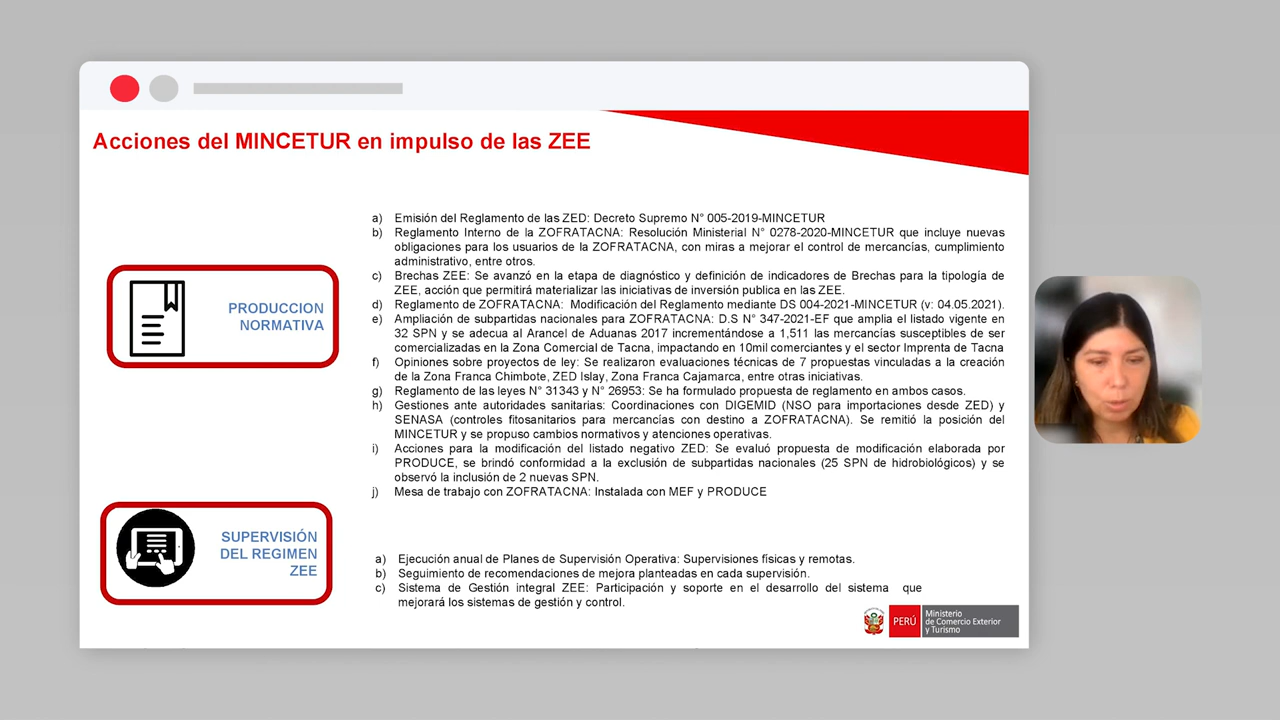 Acciones del MINCETUR en impulso de las ZEE
PRODUCCION
NORMATIVA
a) Emisión del Reglamento de las ZED: Decreto Supremo N° 005-2019-MINCETUR
b) Reglamento Interno de la ZOFRATACNA: Resolución Ministerial N° 0278-2020-MINCETUR que incluye nuevas
obligaciones para los usuarios de la ZOFRATACNA, con miras a mejorar el control de mercancías, cumplimiento
administrativo, entre otros.
c) Brechas ZEE: Se avanzó en la etapa de diagnóstico y definición de indicadores de Brechas para la tipología de
ZEE, acción que permitirá materializar las iniciativas de inversión publica en las ZEE.
d) Reglamento de ZOFRATACNA: Modificación del Reglamento mediante DS 004-2021-MINCETUR (v: 04.05.2021).
e) Ampliación de subpartidas nacionales para ZOFRATACNA: D.S N° 347-2021-EF que amplia el listado vigente en
32 SPN y se adecua al Arancel de Aduanas 2017 incrementándose a 1,511 las mercancías susceptibles de ser
comercializadas en la Zona Comercial de Tacna, impactando en 10mil comerciantes y el sector Imprenta de Tacna
f) Opiniones sobre proyectos de ley: Se realizaron evaluaciones técnicas de 7 propuestas vinculadas a la creación
de la Zona Franca Chimbote, ZED Islay, Zona Franca Cajamarca, entre otras iniciativas.
g) Reglamento de las leyes N° 31343 y N° 26953: Se ha formulado propuesta de reglamento en ambos casos.
h) Gestiones ante autoridades sanitarias: Coordinaciones con DIGEMID (NSO para importaciones desde ZED) y
SENASA (controles fitosanitarios para mercancías con destino a ZOFRATACNA). Se remitió la posición del
MINCETUR y se propuso cambios normativos y atenciones operativas.
i) Acciones para la modificación del listado negativo ZED: Se evaluó propuesta de modificación elaborada por
PRODUCE, se brindó conformidad a la exclusión de subpartidas nacionales (25 SPN de hidrobiológicos) y se
observó la inclusión de 2 nuevas SPN.
j) Mesa de trabajo con ZOFRATACNA: Instalada con MEF y PRODUCE
SUPERVISIÓN
DEL REGIMEN
ZEE
a) Ejecución anual de Planes de Supervisión Operativa: Supervisiones físicas y remotas.
b) Seguimiento de recomendaciones de mejora planteadas en cada supervisión.
c) Sistema de Gestión integral ZEE: Participación y soporte en el desarrollo del sistema que
mejorará los sistemas de gestión y control.
PERÚ
Ministerio
de Comercio Exterior
y Turismo